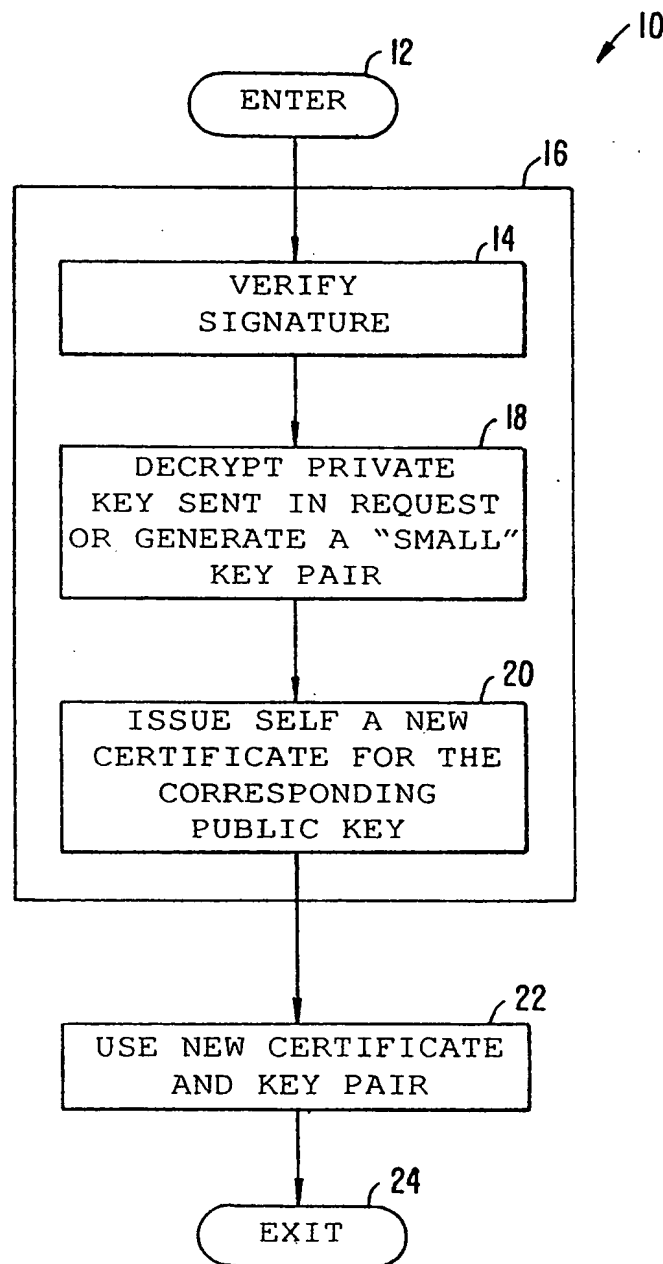 10
12
ENTER
16
14
VERIFY
SIGNATURE
18
DECRYPT PRIVATE
KEY SENT IN REQUEST
OR GENERATE A “SMALL”
KEY PAIR
20
ISSUE SELF A NEW
CERTIFICATE FOR THE
CORRESPONDING
PUBLIC KEY
22
USE NEW CERTIFICATE
AND KEY PAIR
24
EXIT